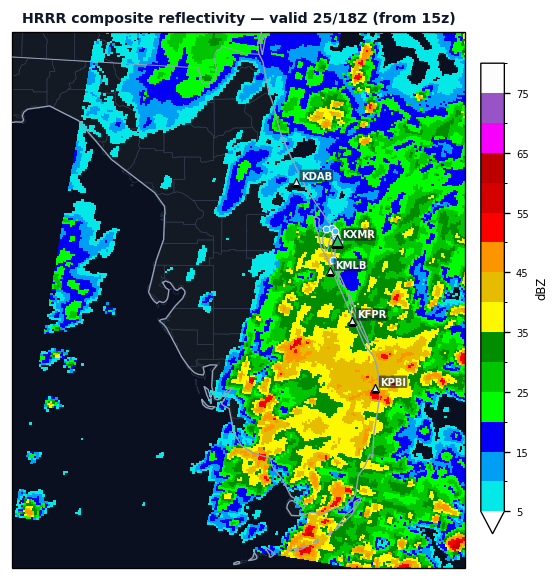 HRRR composite reflectivity — valid 25/18Z (from 15z)
KDAB
KXMR
KMLB
KFPR
KPBI
75
65
55
45
35
25
15
5
dBZ